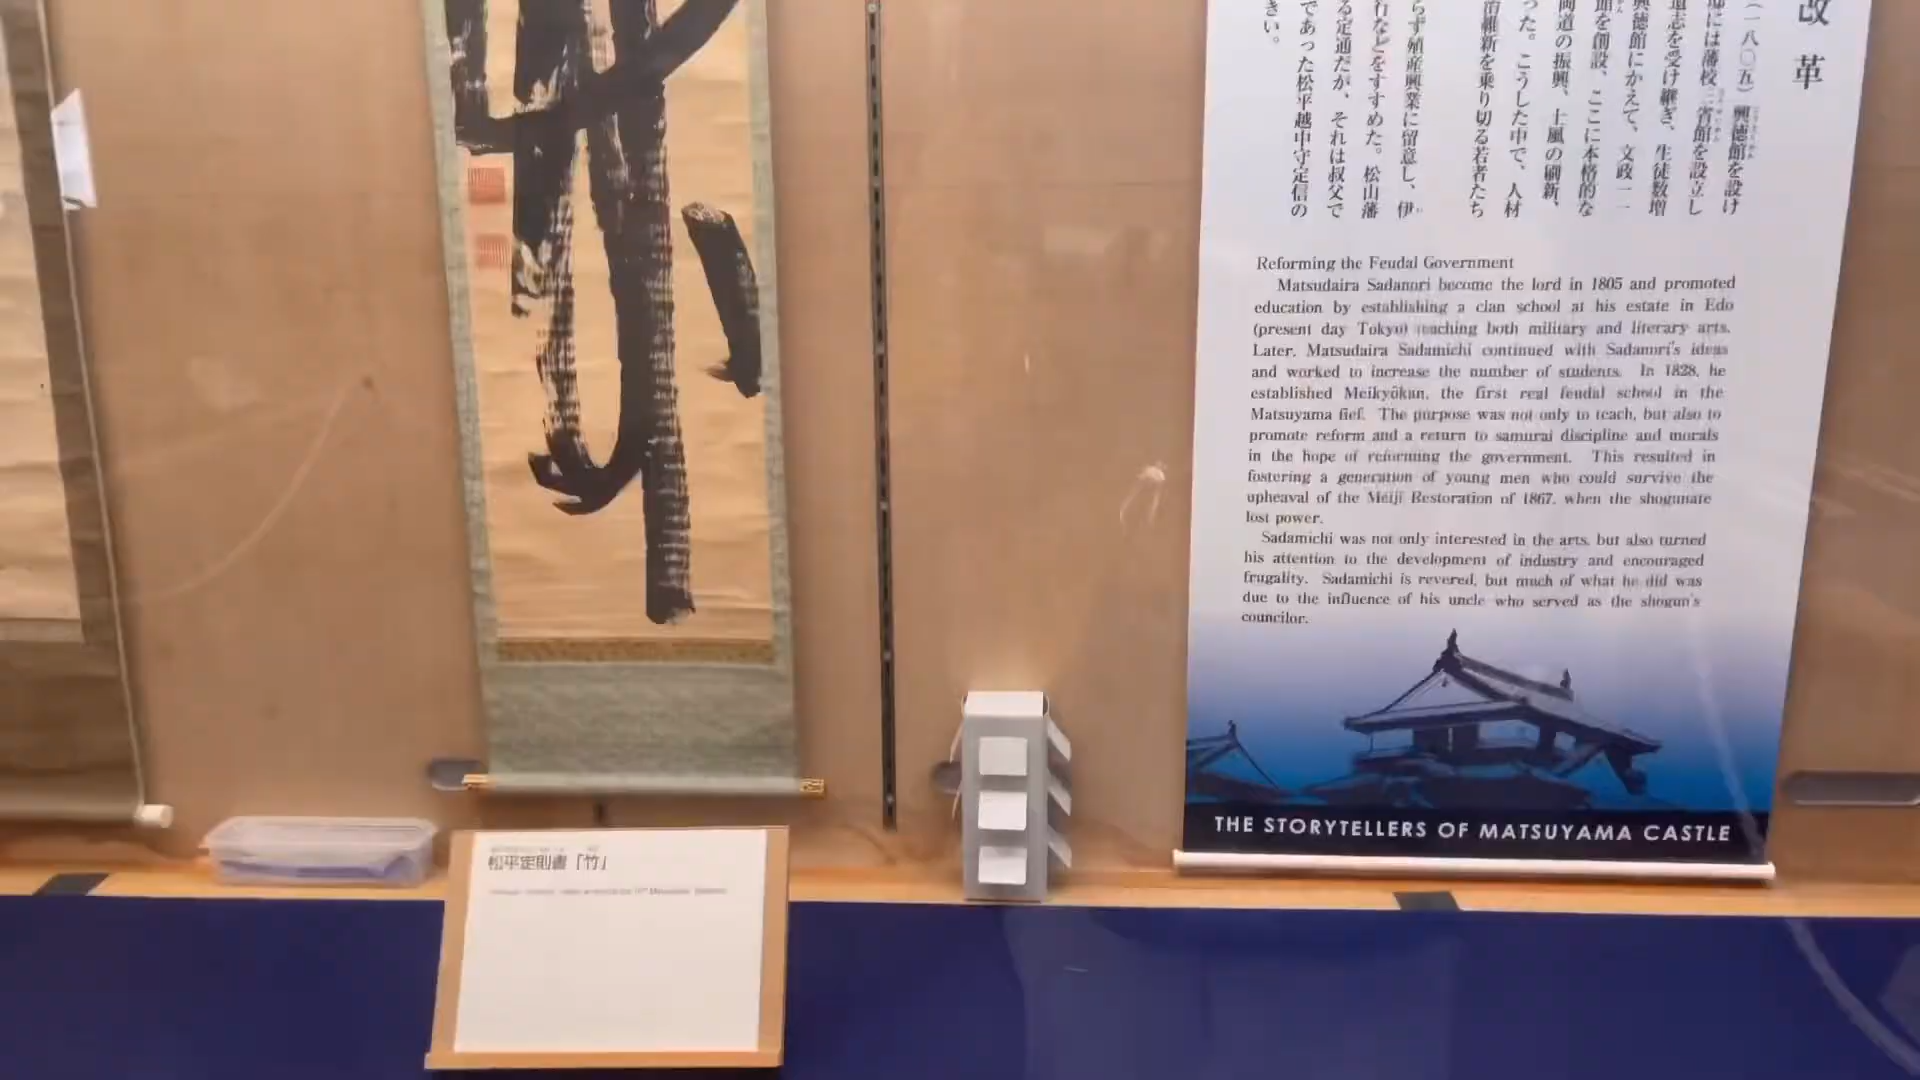 改革
（一八〇五）興徳館を設け
邸には藩校三省館を設立し
遺志を受け継ぎ、生徒数増
興徳館にかえて、文政一一
館を創設、ここに本格的な
両道の振興、士風の刷新、
った。こうした中で、人材
治維新を乗り切る若者たち
らず殖産興業に留意し、伊
行などをすすめた。松山藩
る定通だが、それは叔父で
であった松平越中守定信の
きい。
Reforming the Feudal Government
Matsudaira Sadanori become the lord in 1805 and promoted
education by establishing a clan school at his estate in Edo
(present day Tokyo) teaching both military and literary arts.
Later, Matsudaira Sadamichi continued with Sadanori's ideas
and worked to increase the number of students. In 1828, he
established Meikyōkan, the first real feudal school in the
Matsuyama fief. The purpose was not only to teach, but also to
promote reform and a return to samurai discipline and morals
in the hope of reforming the government. This resulted in
fostering a generation of young men who could survive the
upheaval of the Meiji Restoration of 1867, when the shogunate
lost power.
Sadamichi was not only interested in the arts, but also turned
his attention to the development of industry and encouraged
frugality. Sadamichi is revered, but much of what he did was
due to the influence of his uncle who served as the shogun's
councilor.
THE STORYTELLERS OF MATSUYAMA CASTLE
松平定則書「竹」